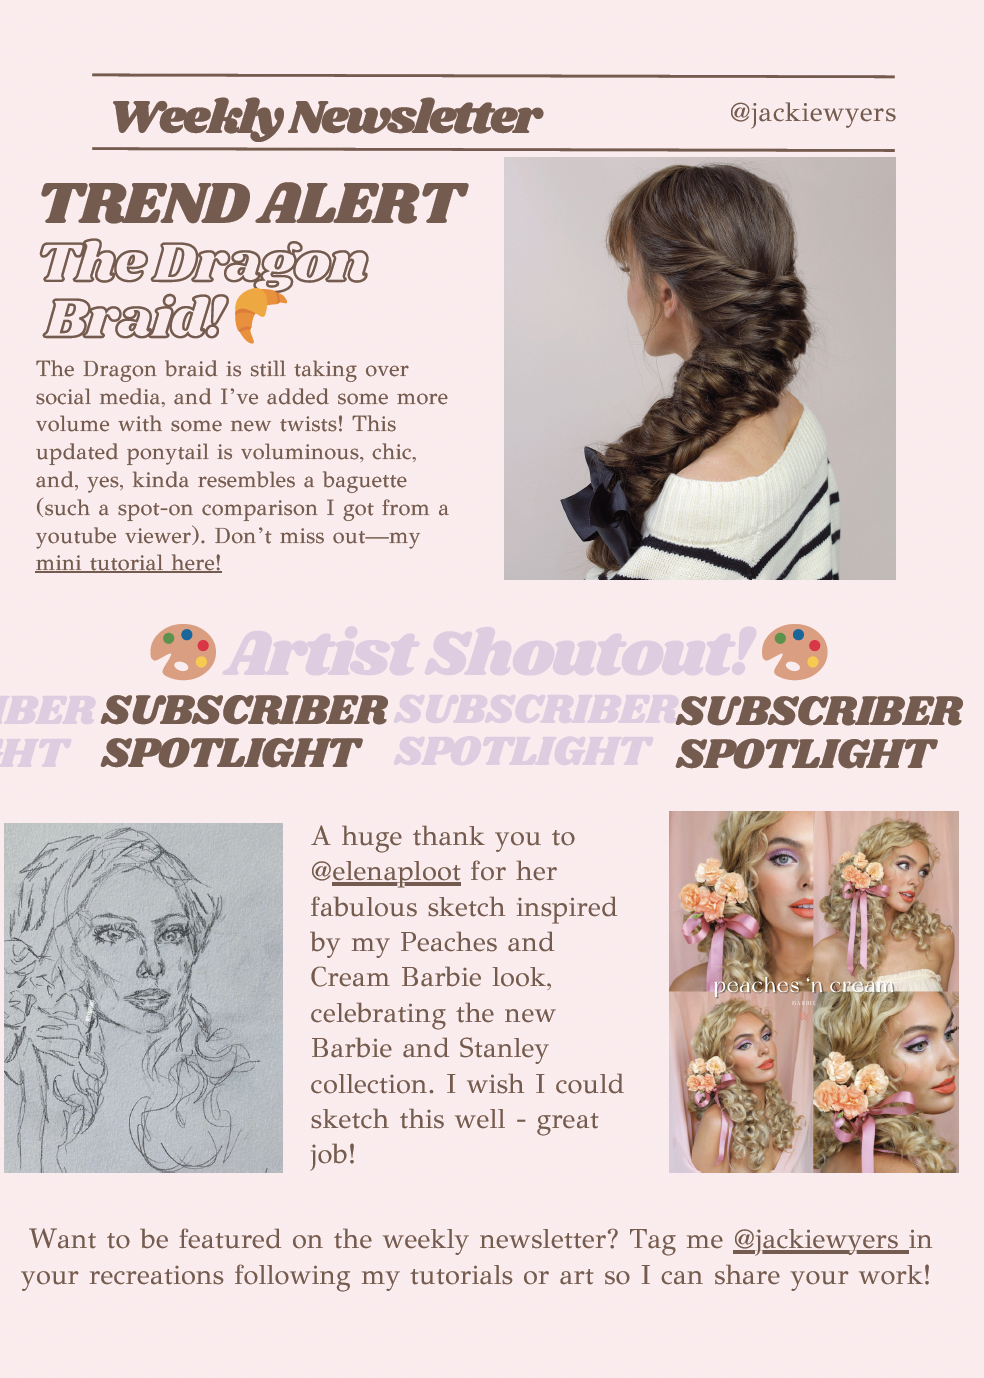 Weekly Newsletter
@jackiewyers
TREND ALERT
The Dragon
Braid!
The Dragon braid is still taking over
social media, and I’ve added some more
volume with some new twists! This
updated ponytail is voluminous, chic,
and, yes, kinda resembles a baguette
(such a spot-on comparison I got from a
youtube viewer). Don’t miss out—my
mini tutorial here!
Artist Shoutout!
IBER SUBSCRIBER SUBSCRIBER SUBSCRIBER
HT SPOTLIGHT SPOTLIGHT SPOTLIGHT
A huge thank you to
@elenaploot for her
fabulous sketch inspired
by my Peaches and
Cream Barbie look,
celebrating the new
Barbie and Stanley
collection. I wish I could
sketch this well - great
job!
peaches 'n cream
BARBIE
Want to be featured on the weekly newsletter? Tag me @jackiewyers in
your recreations following my tutorials or art so I can share your work!